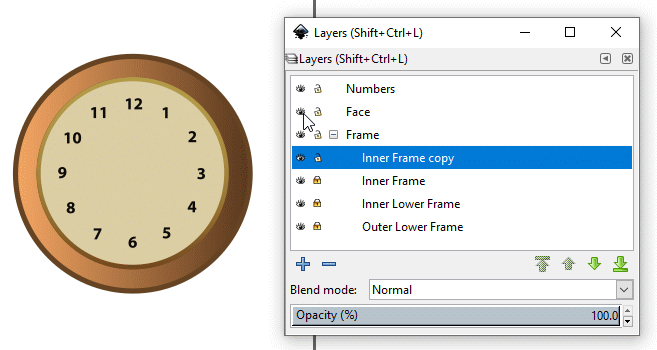 Layers (Shift+Ctrl+L)
Layers (Shift+Ctrl+L)
Numbers
Face
Frame
Inner Frame copy
Inner Frame
Inner Lower Frame
Outer Lower Frame
Blend mode: Normal
Opacity (%) 100.0
12
11 1
10 2
9 3
8 4
7 5
6